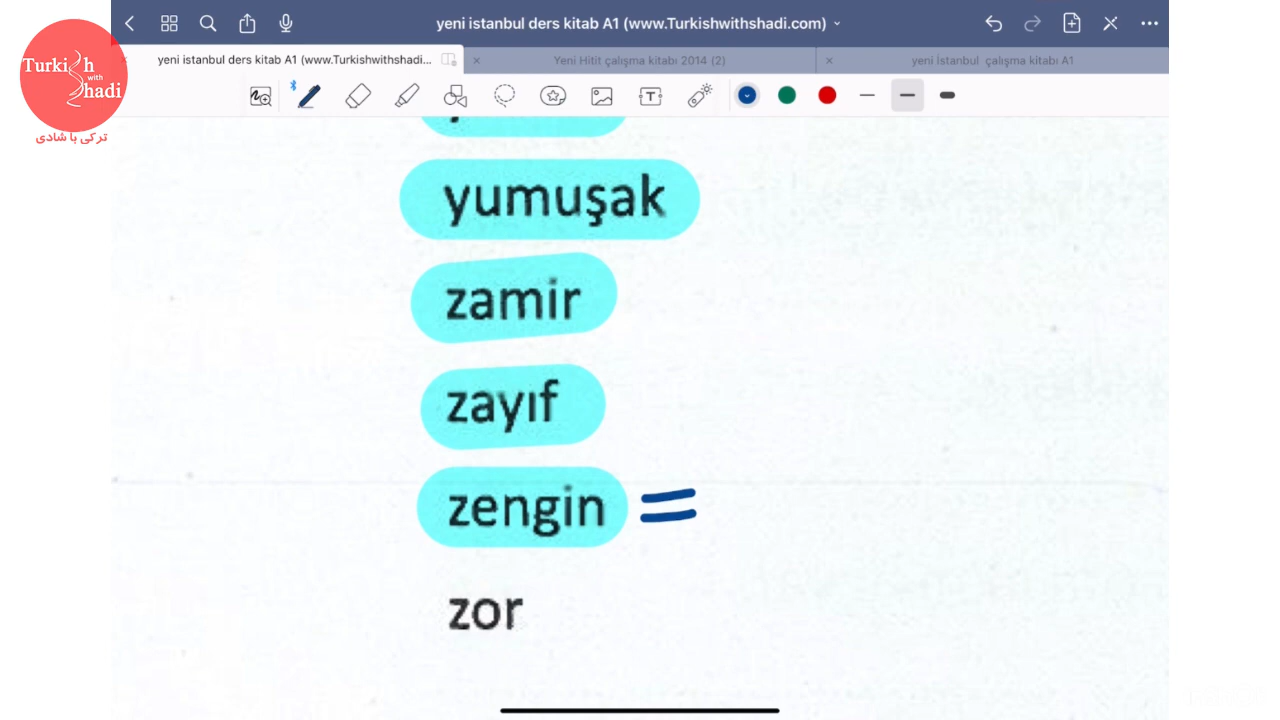 yeni istanbul ders kitab A1 (www.Turkishwithshadi.com)
yeni istanbul ders kitab A1 (www.Turkishwithshadi...
Yeni Hitit çalışma kitabı 2014 (2)
yeni İstanbul çalışma kitabı A1
Turkish
with
Shadi
ترکی با شادی
T
yumuşak
zamir
zayıf
zengin =
zor